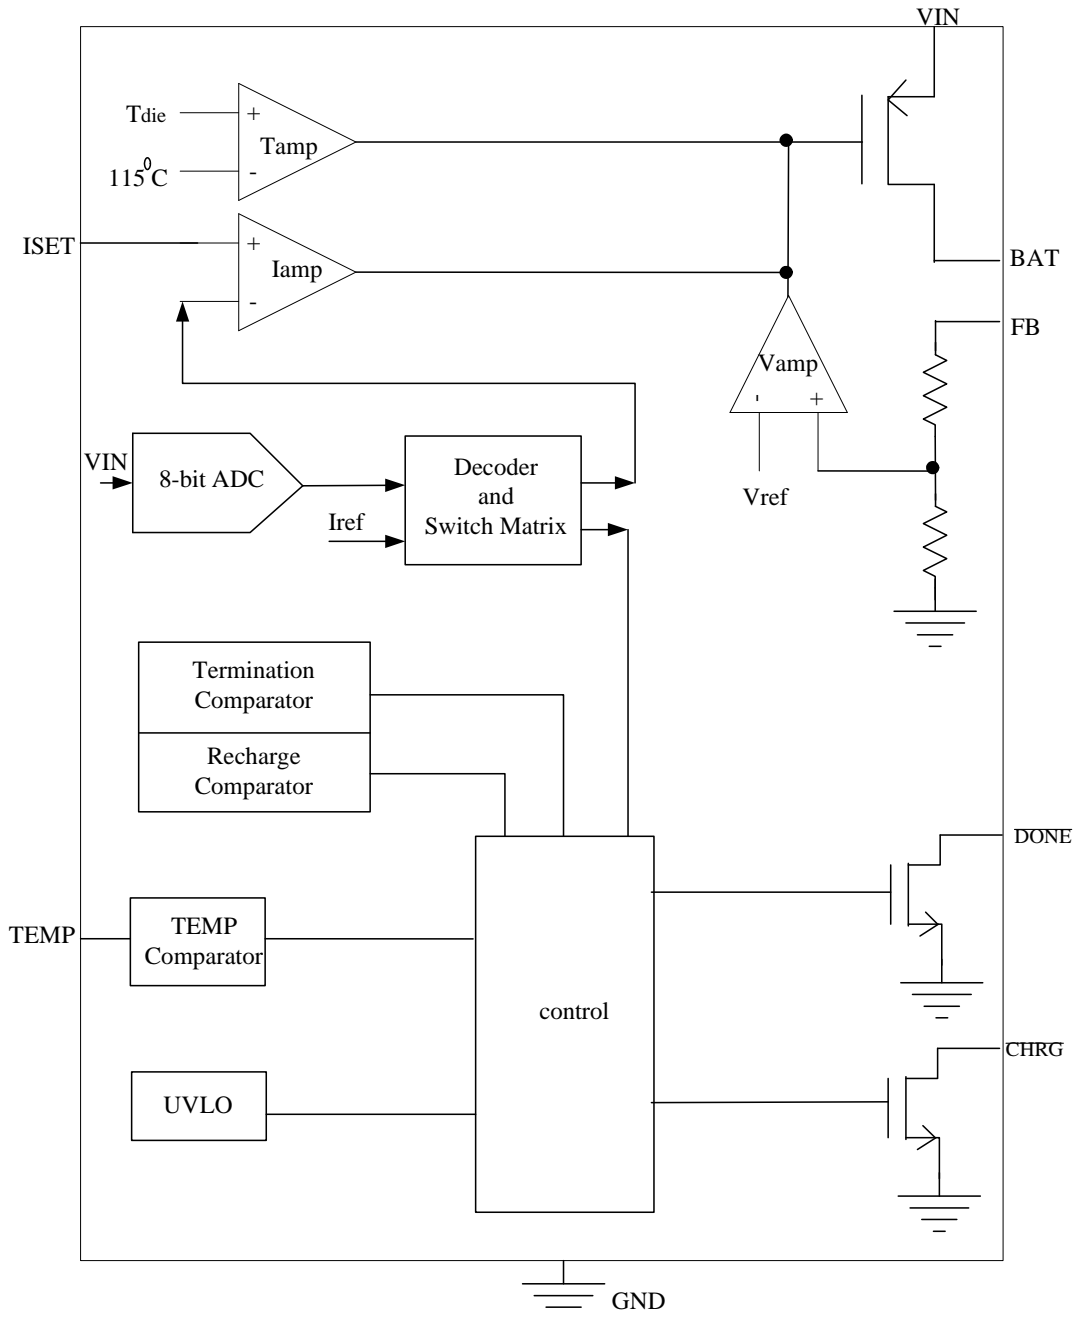 VIN
Tdie
+
Tamp
115⁰C
-
ISET
+
Iamp
-
BAT
FB
Vamp
- +
Vref
VIN
8-bit ADC
Decoder
and
Switch Matrix
Iref
Termination
Comparator
Recharge
Comparator
DONE
TEMP
TEMP
Comparator
control
CHRG
UVLO
GND